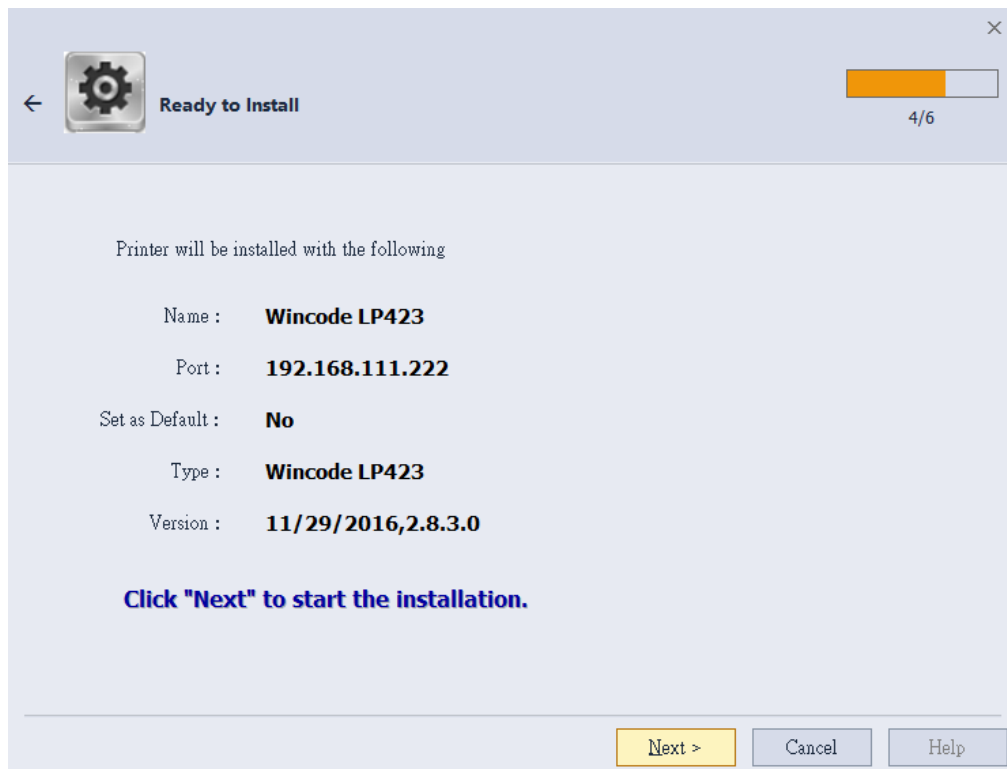 Ready to Install
4/6
Printer will be installed with the following
Name : Wincode LP423
Port : 192.168.111.222
Set as Default : No
Type : Wincode LP423
Version : 11/29/2016,2.8.3.0
Click "Next" to start the installation.
Next > Cancel Help